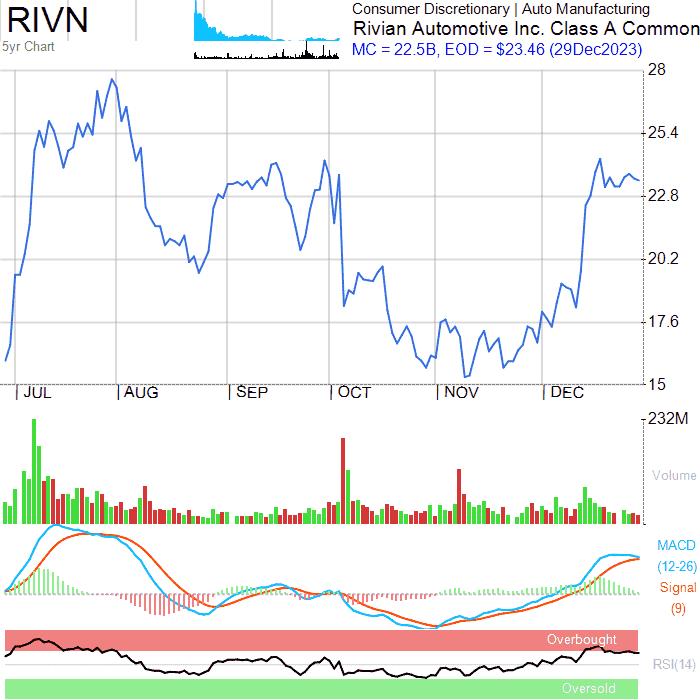 RIVN
5yr Chart
Consumer Discretionary | Auto Manufacturing
Rivian Automotive Inc. Class A Common
MC = 22.5B, EOD = $23.46 (29Dec2023)
28
25.4
22.8
20.2
17.6
15
JUL AUG SEP OCT NOV DEC
232M
Volume
MACD
(12-26)
Signal
(9)
Overbought
RSI(14)
Oversold